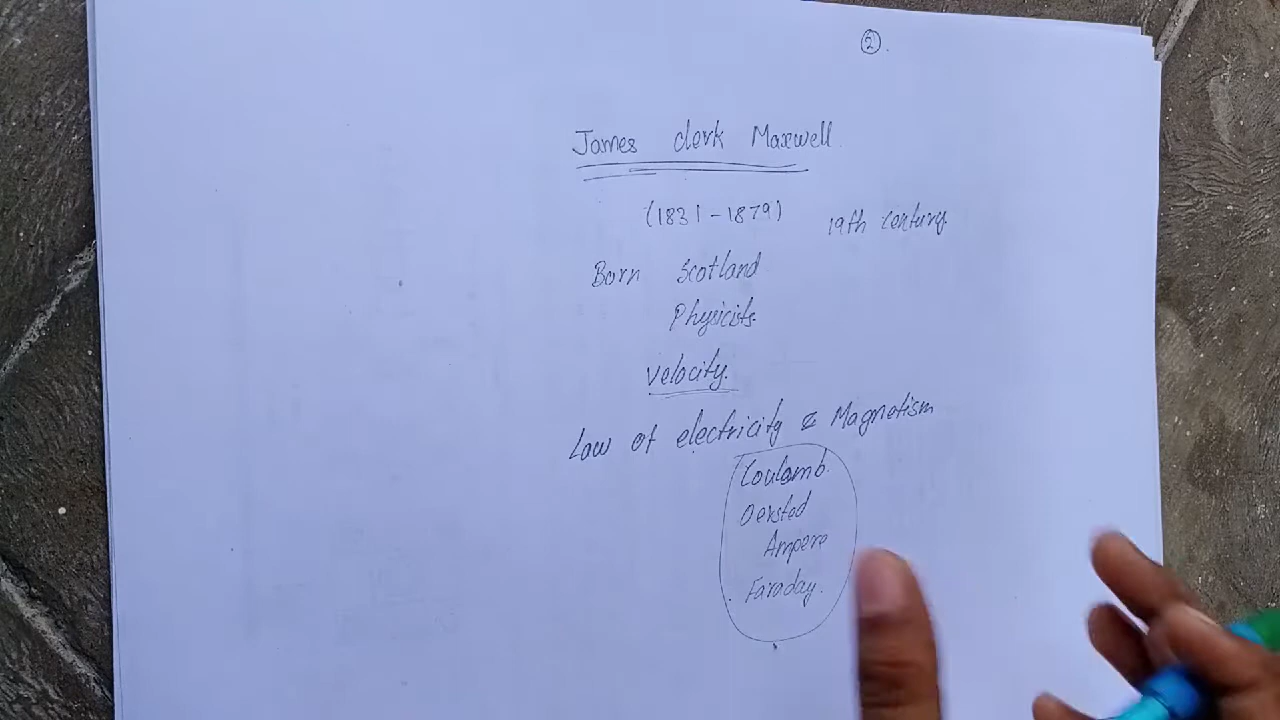 ②.
James Clerk Maxwell
(1831-1879) 19th Century
Born Scotland
Physicists
Velocity.
Law of electricity & Magnetism
Coulomb.
Oersted
Ampere
Faraday.